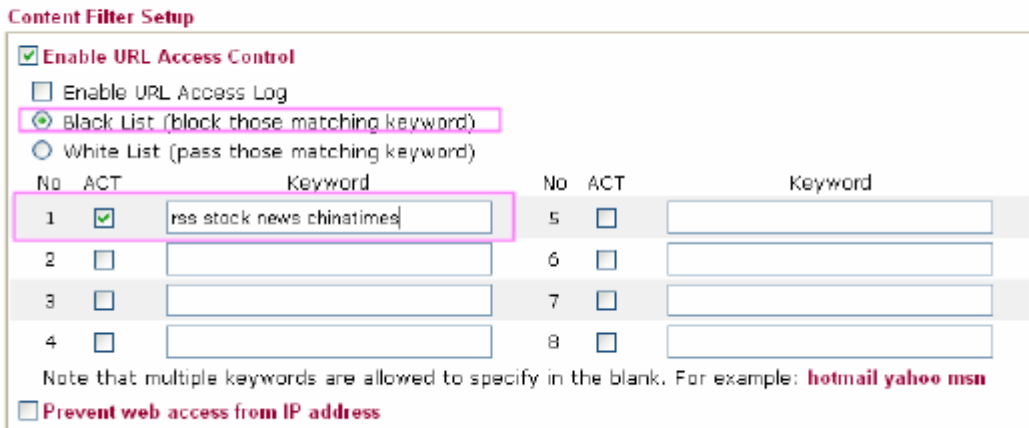 Content Filter Setup
Enable URL Access Control
Enable URL Access Log
Black List (block those matching keyword)
White List (pass those matching keyword)
No ACT Keyword No ACT Keyword
1 rss stock news chinatimes 5
2 6
3 7
4 8
Note that multiple keywords are allowed to specify in the blank. For example: hotmail yahoo msn
Prevent web access from IP address